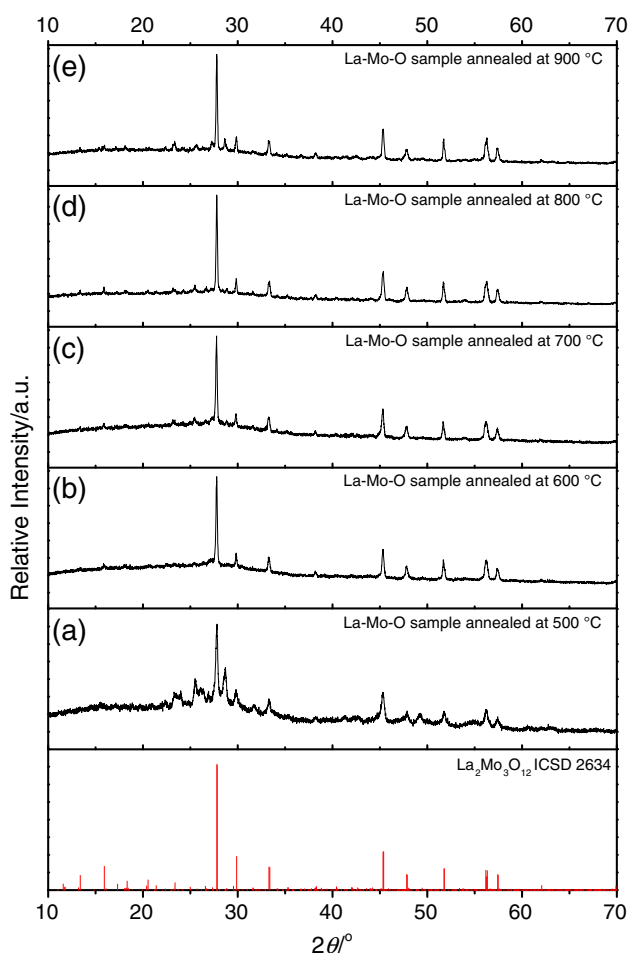 10 20 30 40 50 60 70
(e) La-Mo-O sample annealed at 900 °C
(d) La-Mo-O sample annealed at 800 °C
(c) La-Mo-O sample annealed at 700 °C
(b) La-Mo-O sample annealed at 600 °C
(a) La-Mo-O sample annealed at 500 °C
La₂Mo₃O₁₂ ICSD 2634
Relative Intensity/a.u.
10 20 30 40 50 60 70
2θ/°